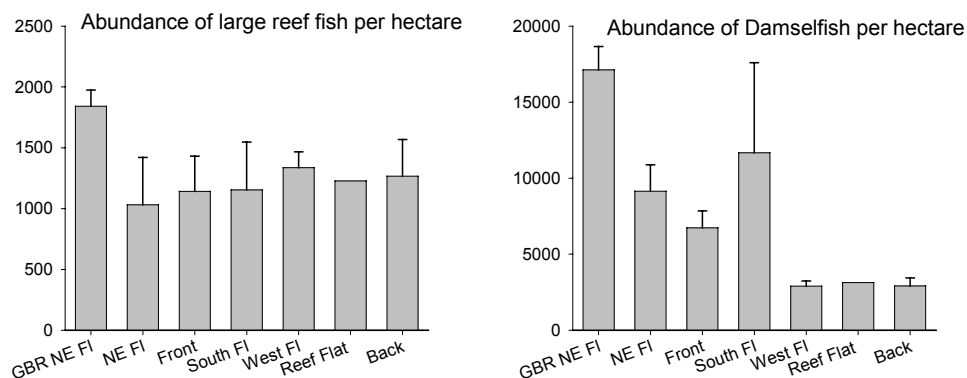 Abundance of large reef fish per hectare
2500
2000
1500
1000
500
0
GBR NE Fl
NE Fl
Front
South Fl
West Fl
Reef Flat
Back
Abundance of Damselfish per hectare
20000
15000
10000
5000
0
GBR NE Fl
NE Fl
Front
South Fl
West Fl
Reef Flat
Back